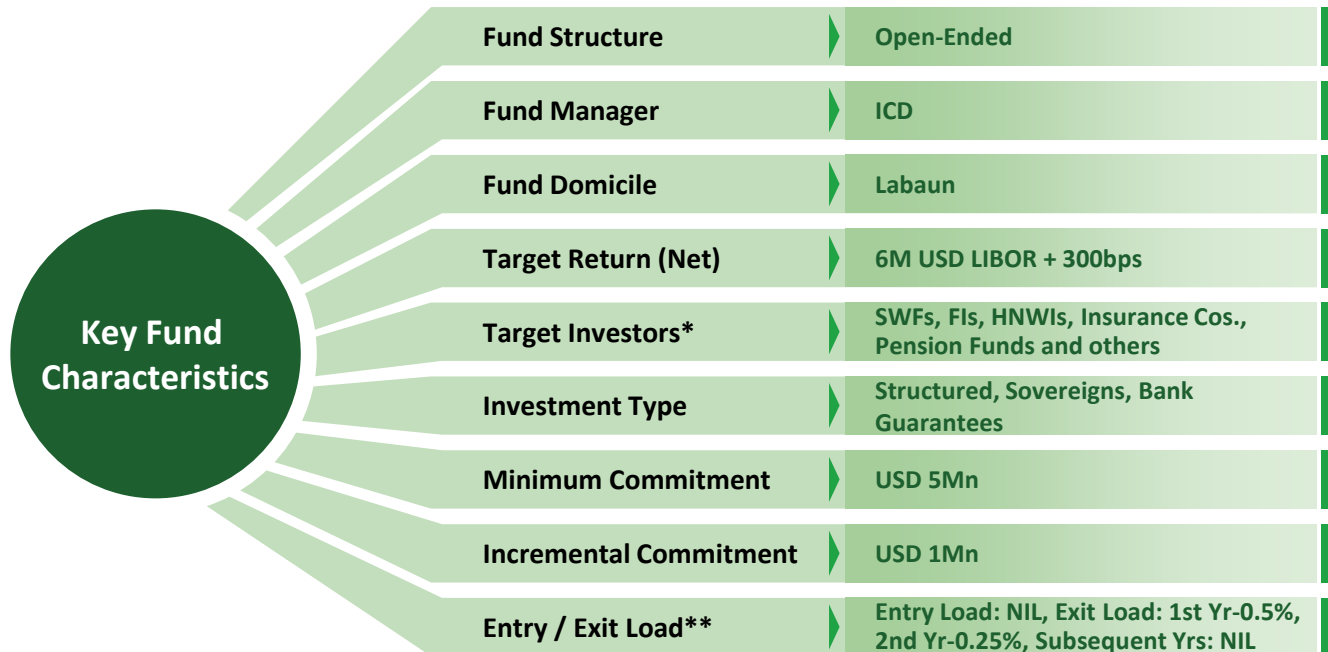 Key Fund
Characteristics
Fund Structure
Open-Ended
Fund Manager
ICD
Fund Domicile
Labaun
Target Return (Net)
6M USD LIBOR + 300bps
Target Investors*
SWFs, FIs, HNWIs, Insurance Cos.,
Pension Funds and others
Investment Type
Structured, Sovereigns, Bank
Guarantees
Minimum Commitment
USD 5Mn
Incremental Commitment
USD 1Mn
Entry / Exit Load**
Entry Load: NIL, Exit Load: 1st Yr-0.5%,
2nd Yr-0.25%, Subsequent Yrs: NIL